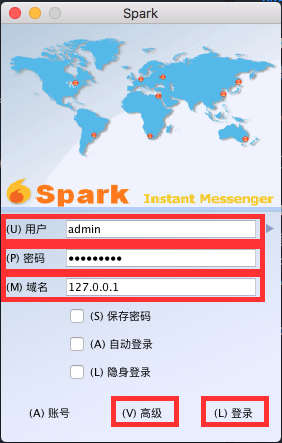 Spark
Spark Instant Messenger
(U) 用户 admin
(P) 密码 •••••••••
(M) 域名 127.0.0.1
(S) 保存密码
(A) 自动登录
(L) 隐身登录
(A) 账号 (V) 高级 (L) 登录